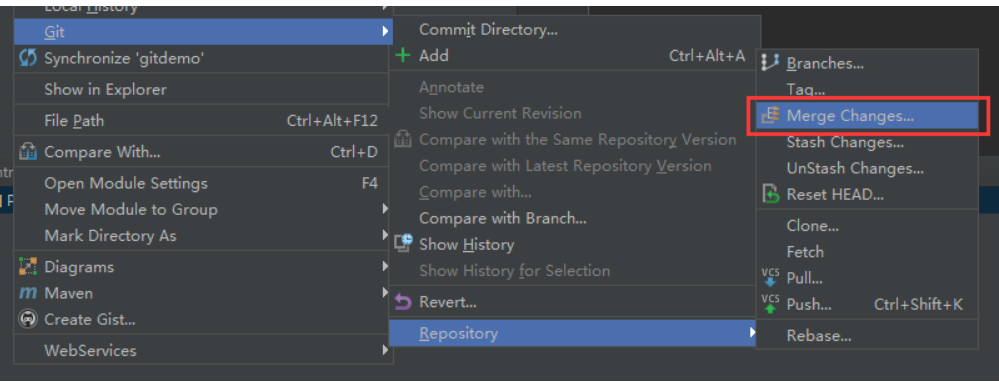 Local History
Git
Synchronize 'gitdemo'
Show in Explorer
File Path Ctrl+Alt+F12
Compare With... Ctrl+D
Open Module Settings F4
Move Module to Group
Mark Directory As
Diagrams
Maven
Create Gist...
WebServices
Commit Directory...
Add Ctrl+Alt+A
Annotate
Show Current Revision
Compare with the Same Repository Version
Compare with Latest Repository Version
Compare with...
Compare with Branch...
Show History
Show History for Selection
Revert...
Repository
Branches...
Tag...
Merge Changes...
Stash Changes...
UnStash Changes...
Reset HEAD...
Clone...
Fetch
VCS Pull...
VCS Push... Ctrl+Shift+K
Rebase...